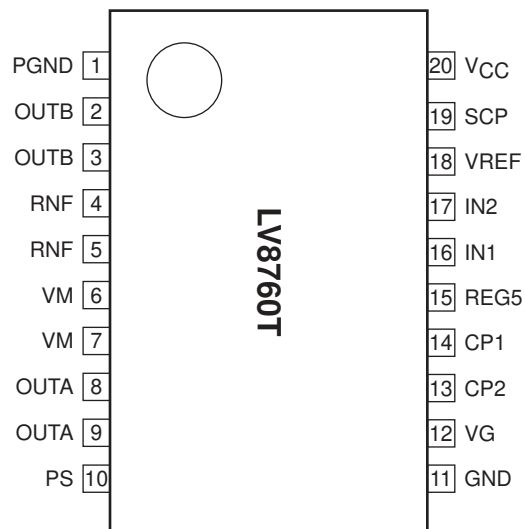 PGND 1
OUTB 2
OUTB 3
RNF 4
RNF 5
VM 6
VM 7
OUTA 8
OUTA 9
PS 10
LV8760T
20 VCC
19 SCP
18 VREF
17 IN2
16 IN1
15 REG5
14 CP1
13 CP2
12 VG
11 GND